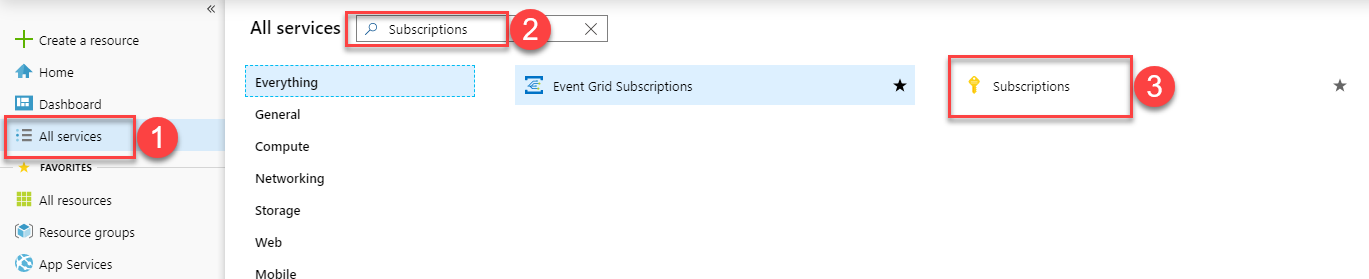 «
Create a resource
Home
Dashboard
All services
1
FAVORITES
All resources
Resource groups
App Services
All services
Subscriptions
2
Everything
General
Compute
Networking
Storage
Web
Mobile
Event Grid Subscriptions
Subscriptions
3